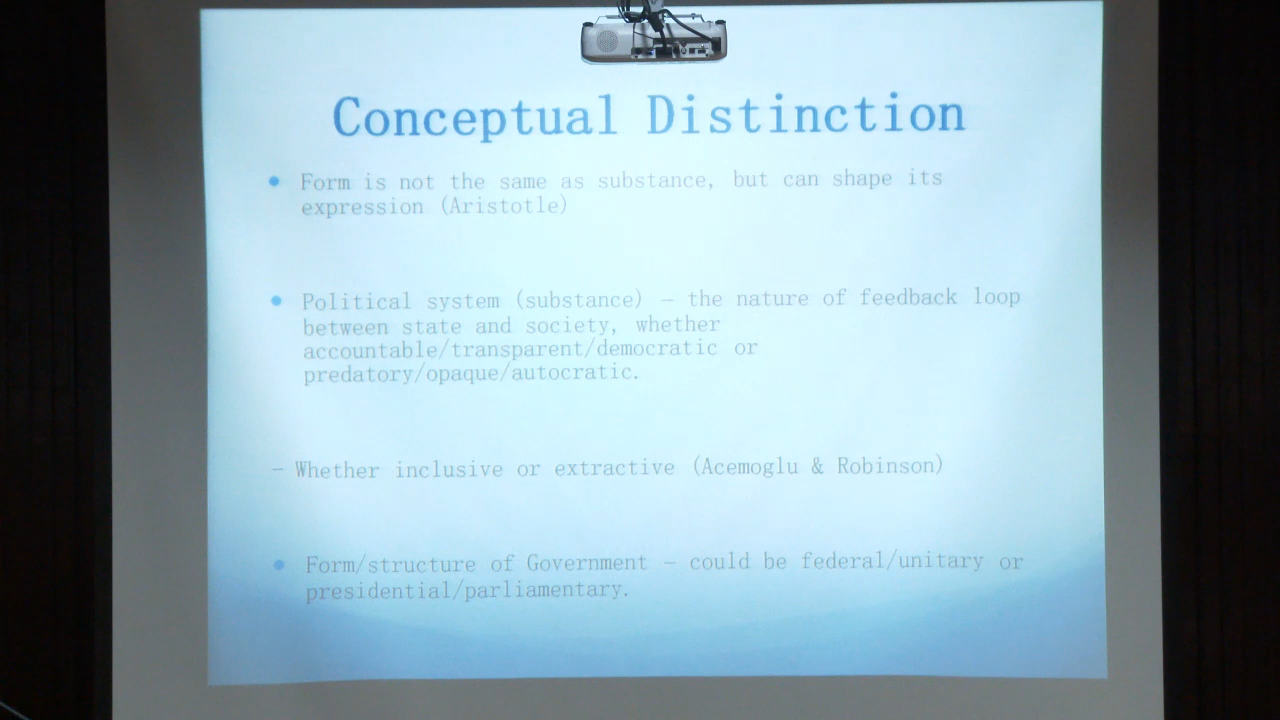 Conceptual Distinction
• Form is not the same as substance, but can shape its
expression (Aristotle)
• Political system (substance) – the nature of feedback loop
between state and society, whether
accountable/transparent/democratic or
predatory/opaque/autocratic.
– Whether inclusive or extractive (Acemoglu & Robinson)
• Form/structure of Government – could be federal/unitary or
presidential/parliamentary.